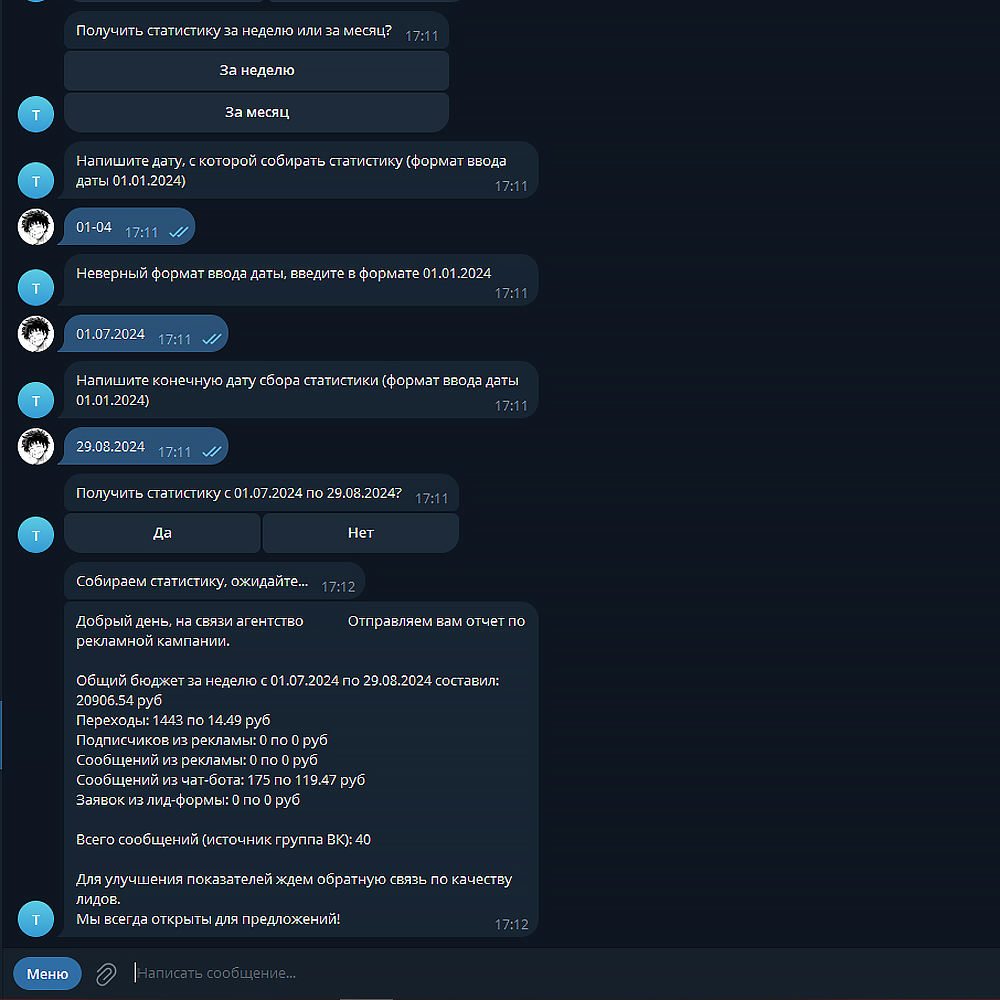 Получить статистику за неделю или за месяц? 17:11
За неделю
За месяц
Т
Напишите дату, с которой собирать статистику (формат ввода
даты 01.01.2024)
17:11
Т
01-04 17:11
Неверный формат ввода даты, введите в формате 01.01.2024
17:11
Т
01.07.2024 17:11
Напишите конечную дату сбора статистики (формат ввода даты
01.01.2024)
17:11
Т
29.08.2024 17:11
Получить статистику с 01.07.2024 по 29.08.2024? 17:11
Да Нет
Т
Собираем статистику, ожидайте... 17:12
Добрый день, на связи агентство Отправляем вам отчет по
рекламной кампании.
Общий бюджет за неделю с 01.07.2024 по 29.08.2024 составил:
20906.54 руб
Переходы: 1443 по 14.49 руб
Подписчиков из рекламы: 0 по 0 руб
Сообщений из рекламы: 0 по 0 руб
Сообщений из чат-бота: 175 по 119.47 руб
Заявок из лид-формы: 0 по 0 руб
Всего сообщений (источник группа ВК): 40
Для улучшения показателей ждем обратную связь по качеству
лидов.
Мы всегда открыты для предложений!
17:12
Т
Меню Написать сообщение...